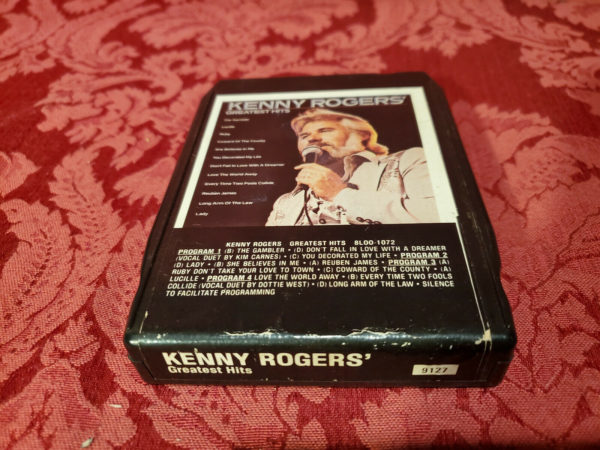 KENNY ROGERS'
GREATEST HITS
The Gambler
Lucille
Ruby
Coward Of The County
She Believes In Me
You Decorated My Life
Don't Fall In Love With A Dreamer
Love The World Away
Every Time Two Fools Collide
Reuben James
Long Arm Of The Law
Lady
KENNY ROGERS GREATEST HITS 8LOO-1072
PROGRAM 1 (B) THE GAMBLER • (D) DON'T FALL IN LOVE WITH A DREAMER
(VOCAL DUET BY KIM CARNES) • (C) YOU DECORATED MY LIFE • PROGRAM 2
(D) LADY • (B) SHE BELIEVES IN ME • (A) REUBEN JAMES • PROGRAM 3 (A)
RUBY DON'T TAKE YOUR LOVE TO TOWN • (C) COWARD OF THE COUNTY • (A)
LUCILLE • PROGRAM 4 LOVE THE WORLD AWAY • (B) EVERY TIME TWO FOOLS
COLLIDE (VOCAL DUET BY DOTTIE WEST) • (D) LONG ARM OF THE LAW • SILENCE
TO FACILITATE PROGRAMMING
KENNY ROGERS'
Greatest Hits
9127